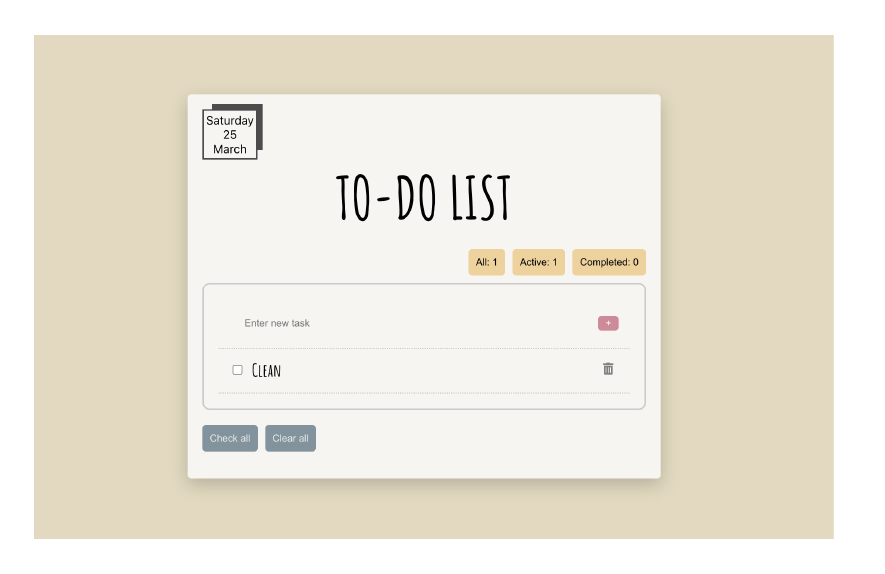 Saturday
25
March
TO-DO LIST
All: 1 Active: 1 Completed: 0
Enter new task +
Clean
Check all Clear all